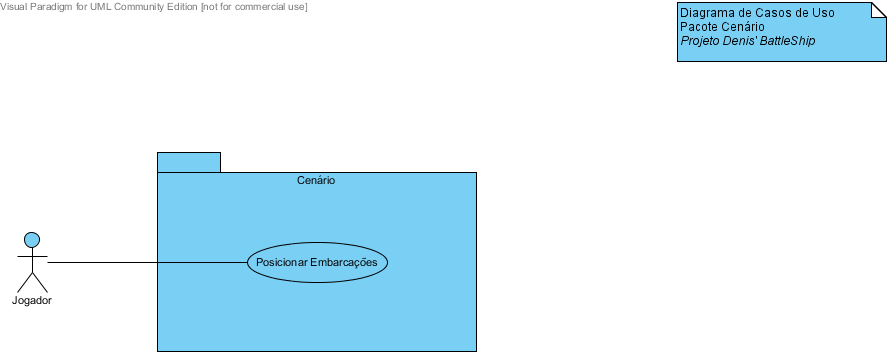 Visual Paradigm for UML Community Edition [not for commercial use]
Diagrama de Casos de Uso
Pacote Cenário
Projeto Denis' BattleShip
Cenário
Posicionar Embarcações
Jogador